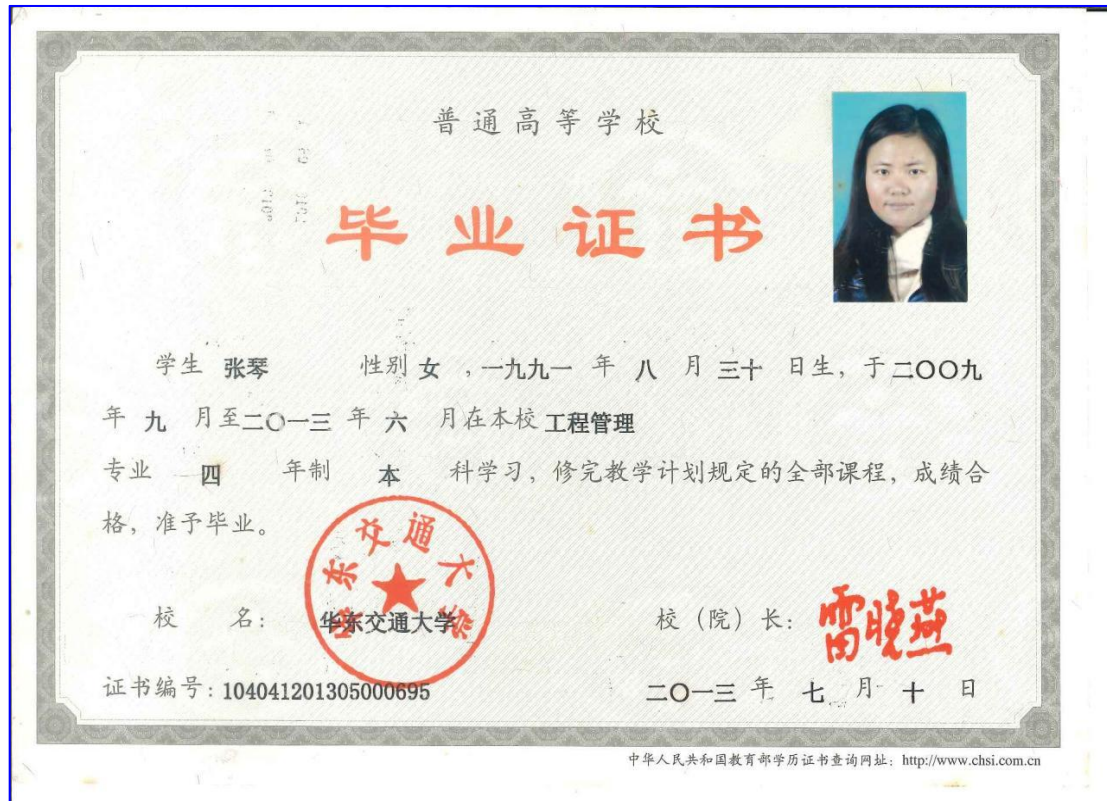 普通高等学校
毕业证书
学生 张琴 性别 女 ，一九九一 年 八 月 三十 日生，于 二〇〇九
年 九 月至 二〇一三 年 六 月在本校 工程管理
专业 四 年制 本 科学习，修完教学计划规定的全部课程，成绩合
格，准予毕业。
华东交通大学
校 名： 华东交通大学 校（院）长： 雷晓燕
证书编号：104041201305000695 二〇一三 年 七 月 十 日
中华人民共和国教育部学历证书查询网址：http://www.chsi.com.cn